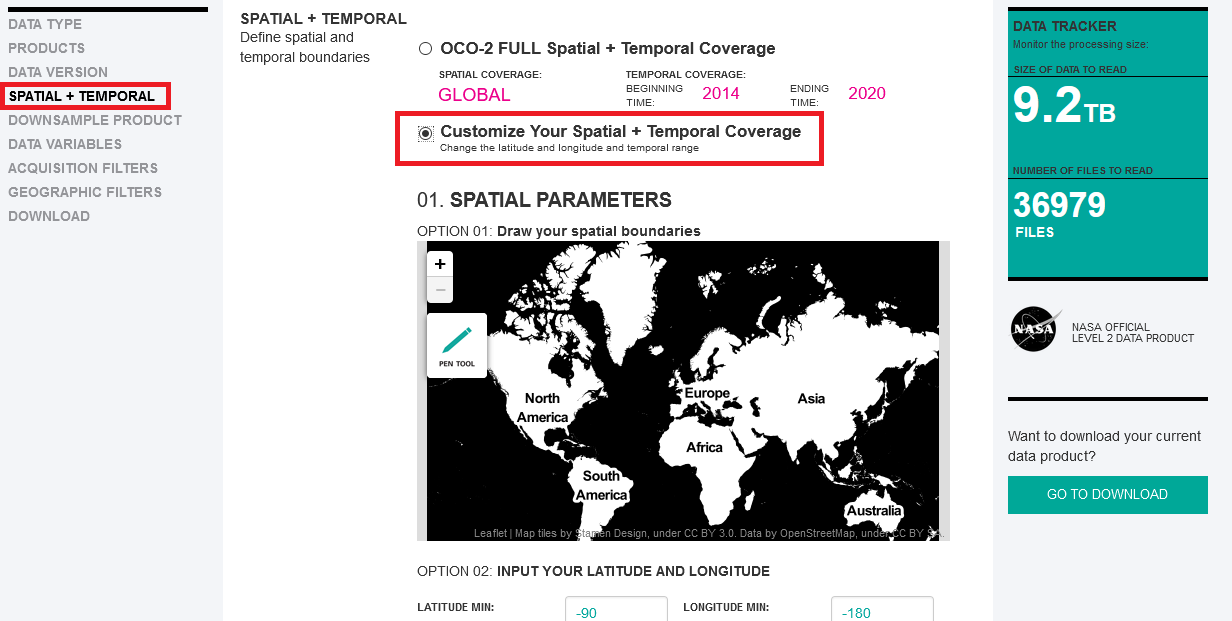 DATA TYPE
PRODUCTS
DATA VERSION
SPATIAL + TEMPORAL
DOWNSAMPLE PRODUCT
DATA VARIABLES
ACQUISITION FILTERS
GEOGRAPHIC FILTERS
DOWNLOAD
SPATIAL + TEMPORAL
Define spatial and
temporal boundaries
OCO-2 FULL Spatial + Temporal Coverage
SPATIAL COVERAGE:
GLOBAL
TEMPORAL COVERAGE:
BEGINNING
TIME:
2014
ENDING
TIME:
2020
Customize Your Spatial + Temporal Coverage
Change the latitude and longitude and temporal range
01. SPATIAL PARAMETERS
OPTION 01: Draw your spatial boundaries
+
−
PEN TOOL
North
America
Europe
Asia
Africa
South
America
Australia
Leaflet | Map tiles by Stamen Design, under CC BY 3.0. Data by OpenStreetMap, under CC BY SA.
OPTION 02: INPUT YOUR LATITUDE AND LONGITUDE
LATITUDE MIN:
-90
LONGITUDE MIN:
-180
DATA TRACKER
Monitor the processing size:
SIZE OF DATA TO READ
9.2TB
NUMBER OF FILES TO READ
36979
FILES
NASA
NASA OFFICIAL
LEVEL 2 DATA PRODUCT
Want to download your current
data product?
GO TO DOWNLOAD